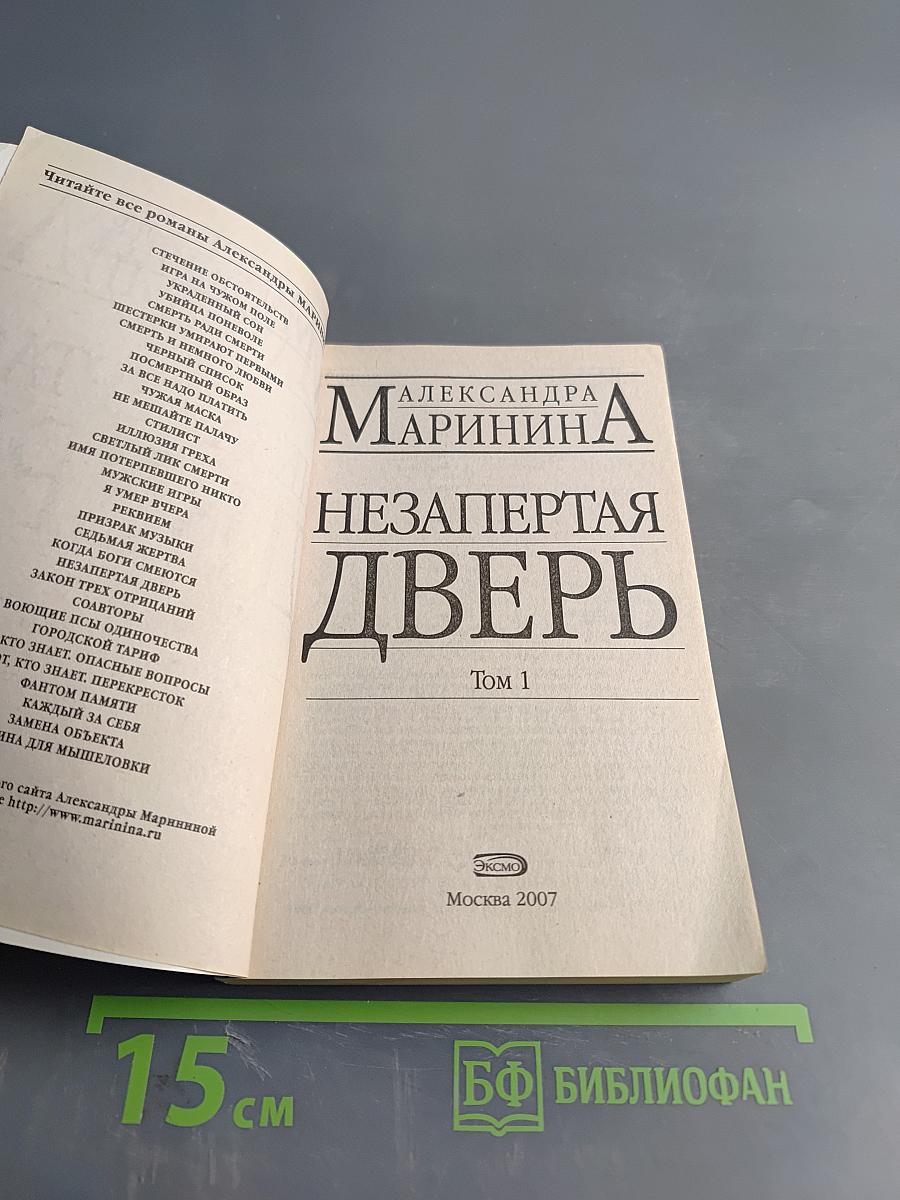 Читайте все романы Александры
СТЕЧЕНИЕ ОБСТОЯТЕЛЬСТВ
ИГРА НА ЧУЖОМ ПОЛЕ
УКРАДЕННЫЙ СОН
УБИЙЦА ПОНЕВОЛЕ
СМЕРТЬ РАДИ СМЕРТИ
ШЕСТЕРКИ УМИРАЮТ ПЕРВЫМИ
СМЕРТЬ И НЕМНОГО ЛЮБВИ
ЧЕРНЫЙ СПИСОК
ПОСМЕРТНЫЙ ОБРАЗ
ЗА ВСЕ НАДО ПЛАТИТЬ
ЧУЖАЯ МАСКА
НЕ МЕШАЙТЕ ПАЛАЧУ
СТИЛИСТ
ИЛЛЮЗИЯ ГРЕХА
СВЕТЛЫЙ ЛИК СМЕРТИ
ИМЯ ПОТЕРПЕВШЕГО НИКТО
МУЖСКИЕ ИГРЫ
Я УМЕР ВЧЕРА
РЕКВИЕМ
ПРИЗРАК МУЗЫКИ
СЕДЬМАЯ ЖЕРТВА
КОГДА БОГИ СМЕЮТСЯ
НЕЗАПЕРТАЯ ДВЕРЬ
ЗАКОН ТРЕХ ОТРИЦАНИЙ
СОАВТОРЫ
ВОЮЩИЕ ПСЫ ОДИНОЧЕСТВА
ГОРОДСКОЙ ТАРИФ
КТО ЗНАЕТ. ОПАСНЫЕ ВОПРОСЫ
КТО ЗНАЕТ. ПЕРЕКРЕСТОК
ФАНТОМ ПАМЯТИ
КАЖДЫЙ ЗА СЕБЯ
ЗАМЕНА ОБЪЕКТА
ДЛЯ МЫШЕЛОВКИ
сайта Александры Марининой
http://www.marinina.ru
АЛЕКСАНДРА
МАРИНИНА
НЕЗАПЕРТАЯ
ДВЕРЬ
Том 1
ЭКСМО
Москва 2007
15 см
БФ БИБЛИОФАН